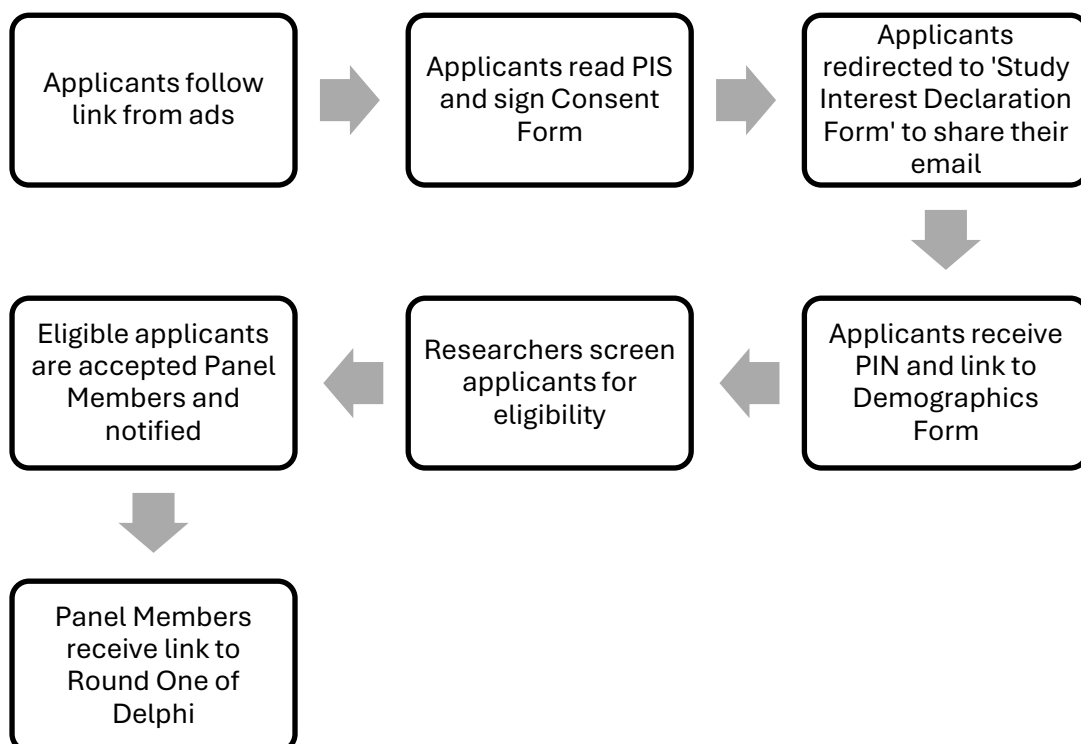 Applicants follow
link from ads
Applicants read PIS
and sign Consent
Form
Applicants
redirected to 'Study
Interest Declaration
Form' to share their
email
Applicants receive
PIN and link to
Demographics
Form
Researchers screen
applicants for
eligibility
Eligible applicants
are accepted Panel
Members and
notified
Panel Members
receive link to
Round One of
Delphi